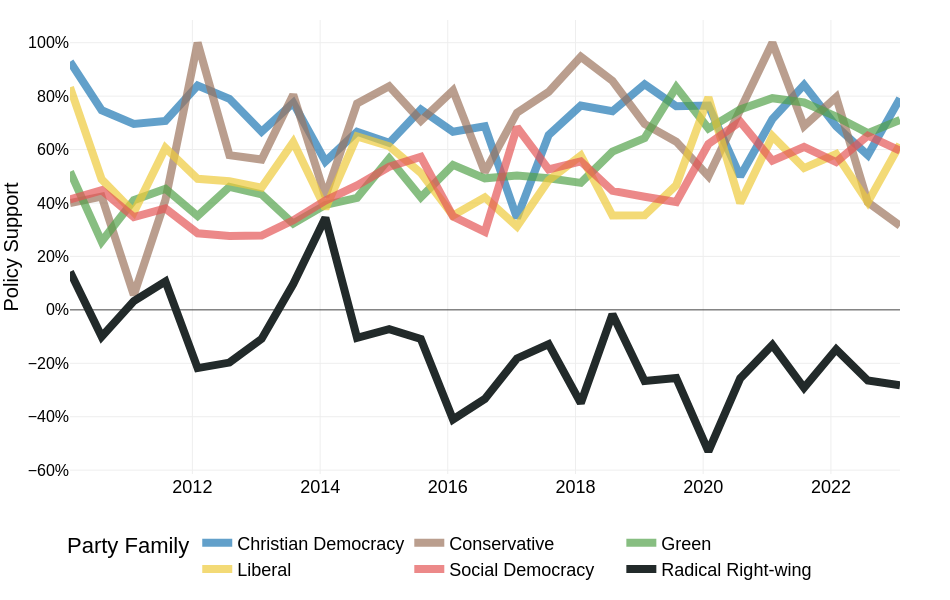 100%
80%
60%
40%
20%
0%
−20%
−40%
−60%
Policy Support
2012 2014 2016 2018 2020 2022
Party Family
Christian Democracy Conservative Green
Liberal Social Democracy Radical Right-wing